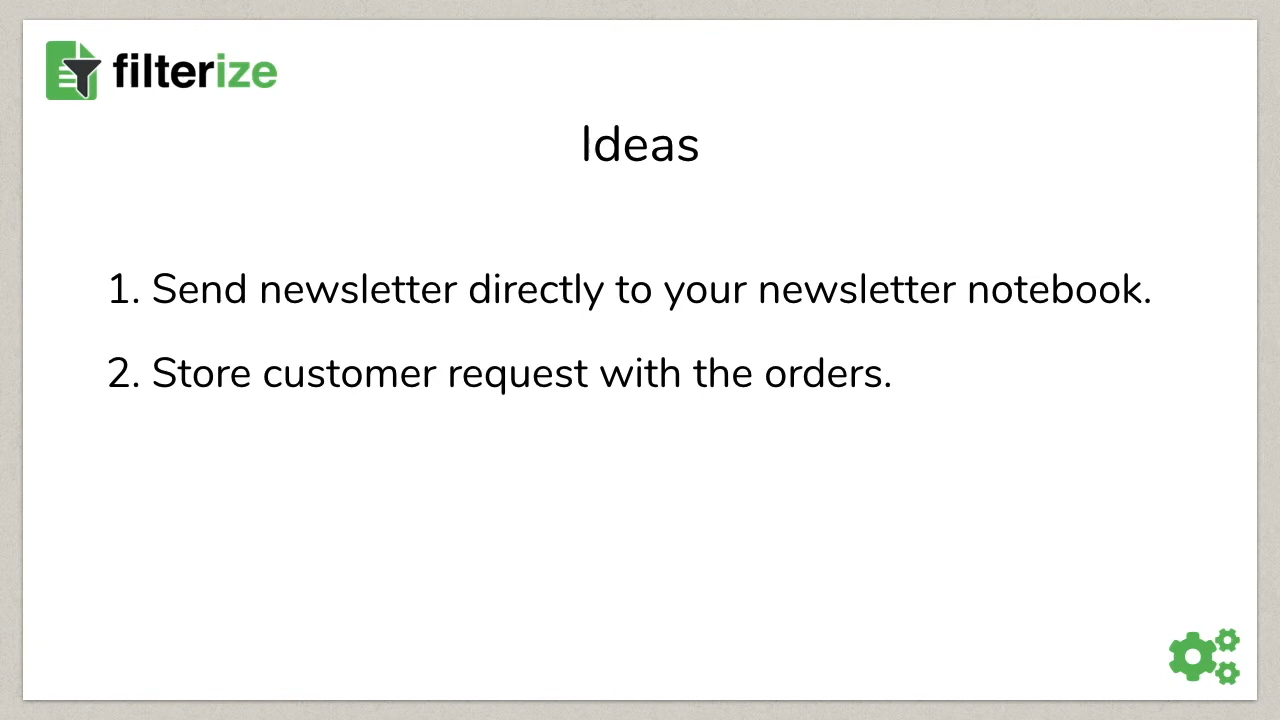 filterize
Ideas
1. Send newsletter directly to your newsletter notebook.
2. Store customer request with the orders.